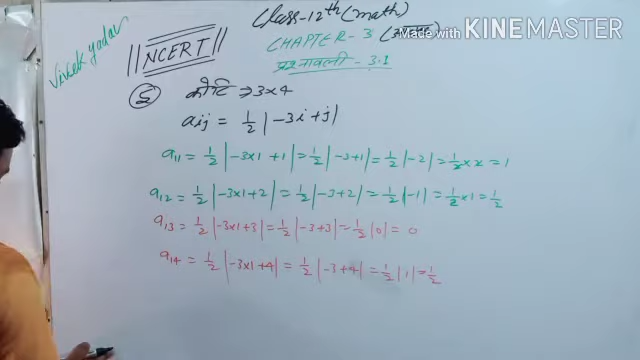 Class-12th (math)
Made with KINEMASTER
Vivek yadav
||NCERT||
CHAPTER - 3
प्रश्नावली - 3.1
5 कोटि ⇒ 3×4
aij = 1/2 |-3i+j|
a11 = 1/2 |-3×1+1| = 1/2 |-3+1| = 1/2 |-2| = 1/2 × 2 = 1
a12 = 1/2 |-3×1+2| = 1/2 |-3+2| = 1/2 |-1| = 1/2 ×1 = 1/2
a13 = 1/2 |-3×1+3| = 1/2 |-3+3| = 1/2 |0| = 0
a14 = 1/2 |-3×1+4| = 1/2 |-3+4| = 1/2 |1| = 1/2